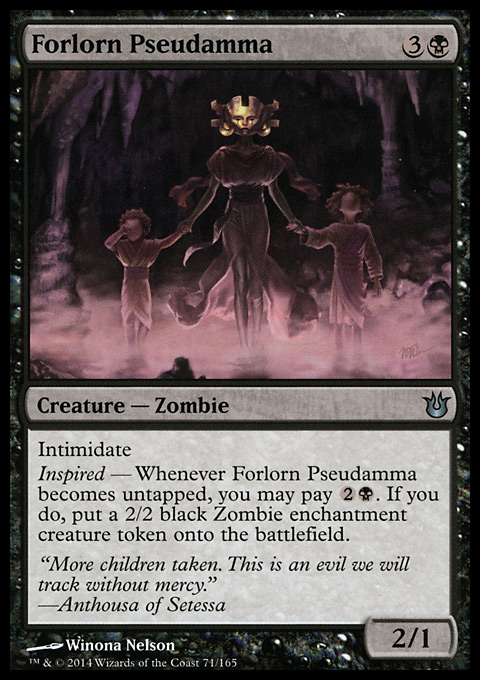 Forlorn Pseudamma 3
Creature — Zombie
Intimidate
Inspired — Whenever Forlorn Pseudamma
becomes untapped, you may pay 2. If you
do, put a 2/2 black Zombie enchantment
creature token onto the battlefield.
“More children taken. This is an evil we will
track without mercy.”
—Anthousa of Setessa
2/1
Winona Nelson
™ & © 2014 Wizards of the Coast 71/165